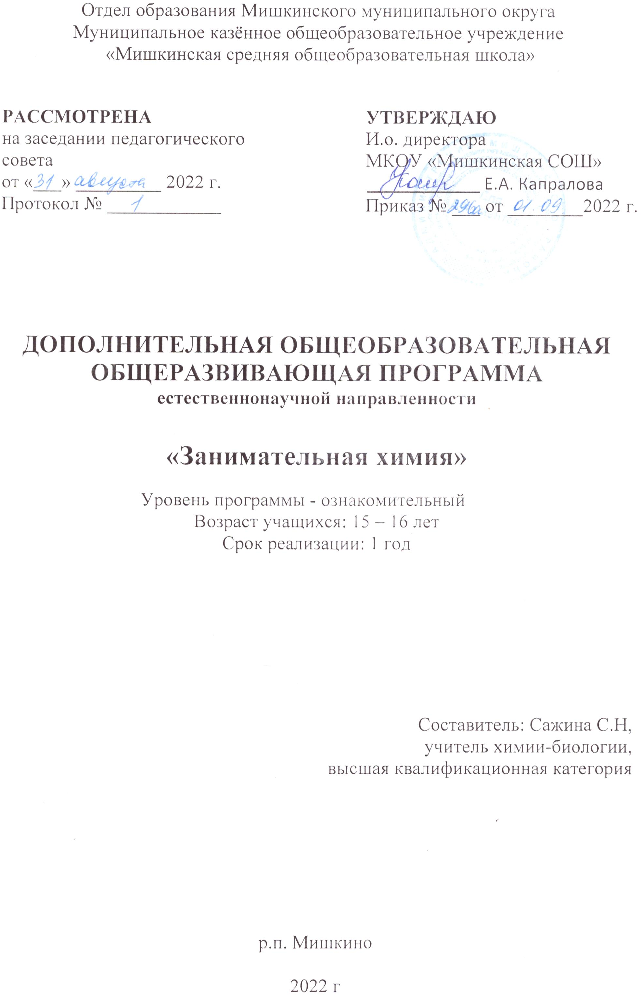 Отдел образования Мишкинского муниципального округа
Муниципальное казённое общеобразовательное учреждение
«Мишкинская средняя общеобразовательная школа»
РАССМОТРЕНА
на заседании педагогического
совета
от «31» августа 2022 г.
Протокол № 1
УТВЕРЖДАЮ
И.о. директора
МКОУ «Мишкинская СОШ»
Е.А. Капралова
Приказ № 296а от 01.09.2022 г.
ДОПОЛНИТЕЛЬНАЯ ОБЩЕОБРАЗОВАТЕЛЬНАЯ
ОБЩЕРАЗВИВАЮЩАЯ ПРОГРАММА
естественнонаучной направленности
«Занимательная химия»
Уровень программы - ознакомительный
Возраст учащихся: 15 – 16 лет
Срок реализации: 1 год
Составитель: Сажина С.Н,
учитель химии-биологии,
высшая квалификационная категория
р.п. Мишкино
2022 г